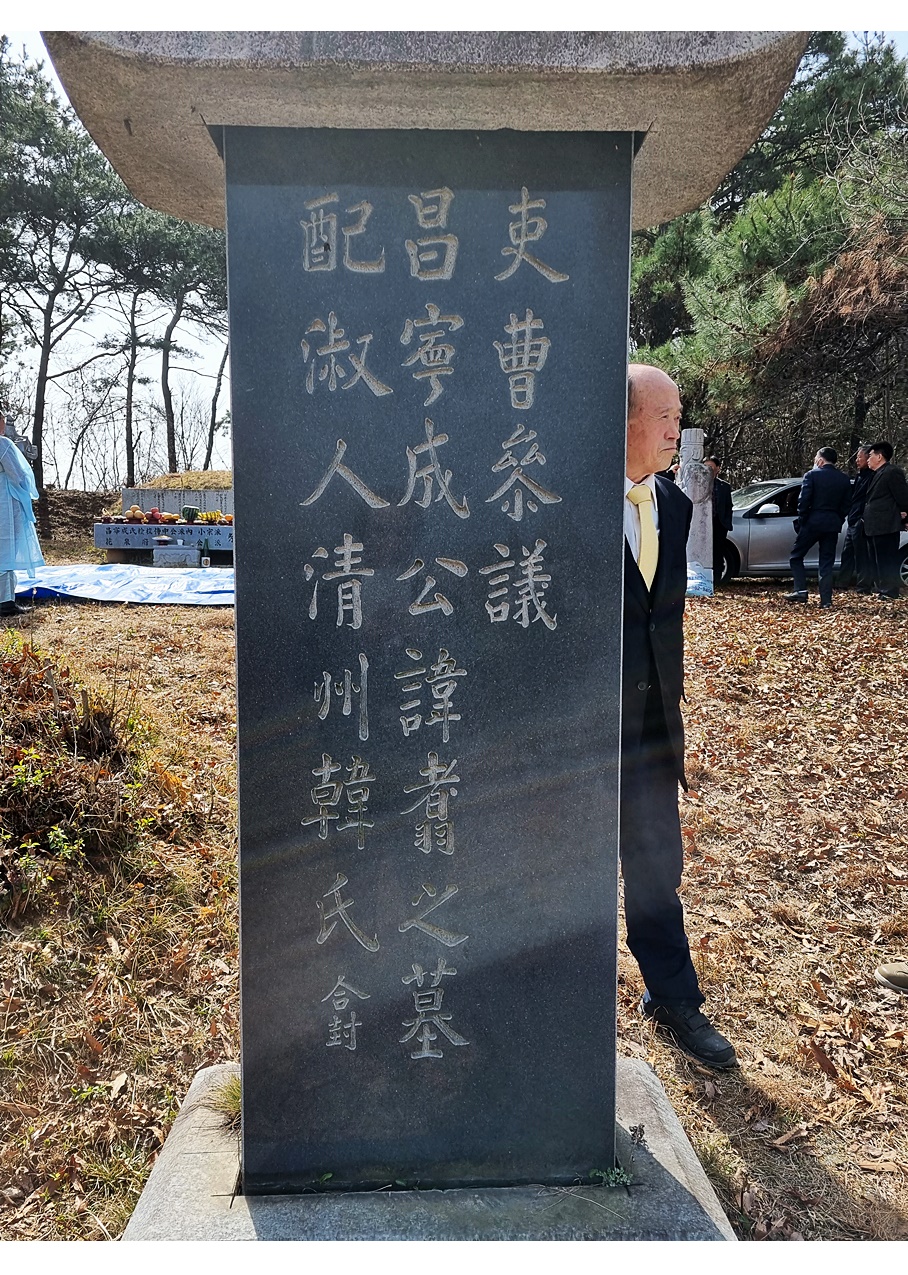 吏曹參議
昌寧成公諱翥之墓
配淑人清州韓氏 合封